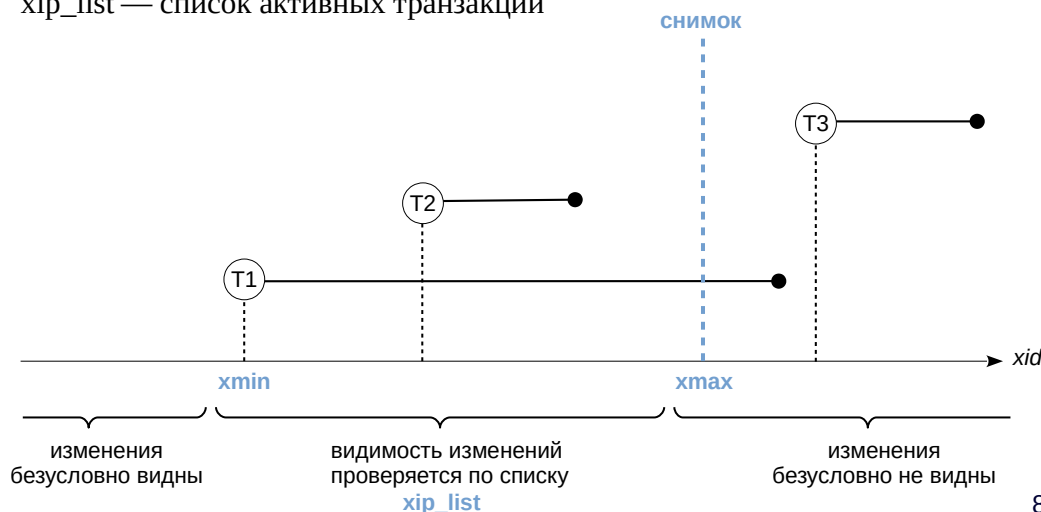 xip_list — список активных транзакций
снимок
T3
T2
T1
xid
xmin
xmax
изменения
безусловно видны
видимость изменений
проверяется по списку
xip_list
изменения
безусловно не видны
8